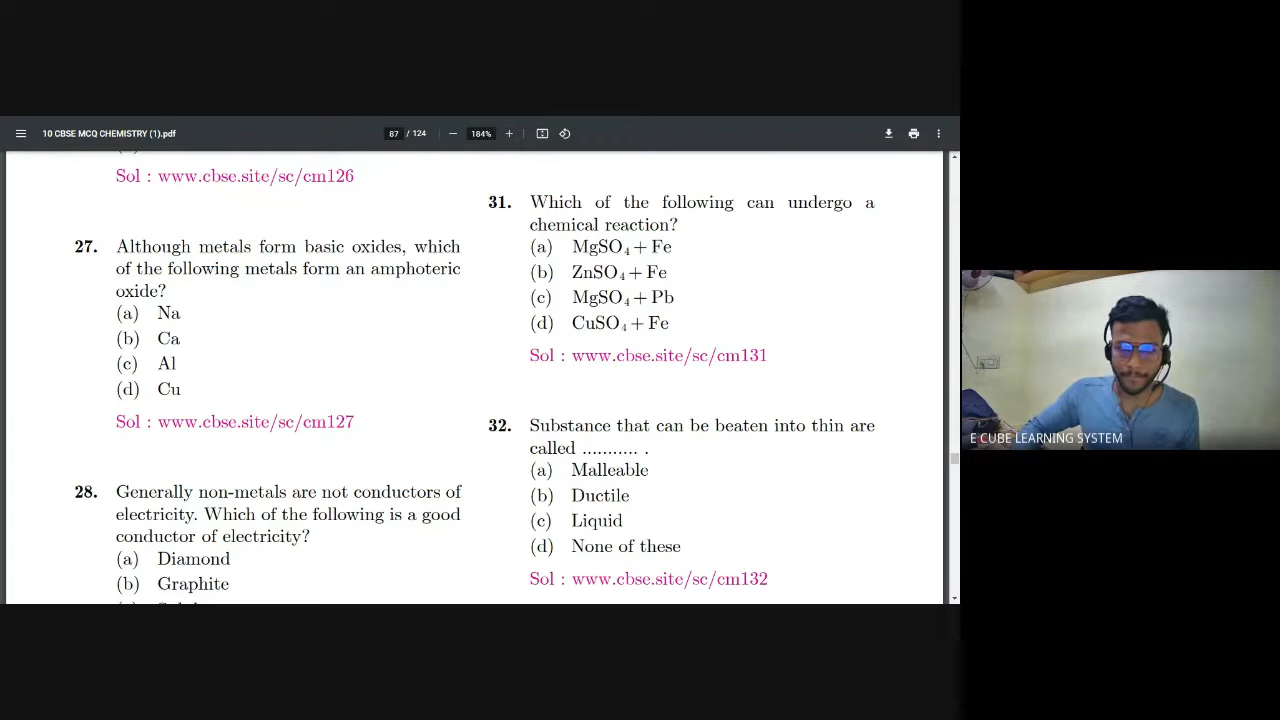 10 CBSE MCQ CHEMISTRY (1).pdf
87 / 124
184%
Sol : www.cbse.site/sc/cm126
27. Although metals form basic oxides, which
of the following metals form an amphoteric
oxide?
(a) Na
(b) Ca
(c) Al
(d) Cu
Sol : www.cbse.site/sc/cm127
28. Generally non-metals are not conductors of
electricity. Which of the following is a good
conductor of electricity?
(a) Diamond
(b) Graphite
31. Which of the following can undergo a
chemical reaction?
(a) MgSO₄ + Fe
(b) ZnSO₄ + Fe
(c) MgSO₄ + Pb
(d) CuSO₄ + Fe
Sol : www.cbse.site/sc/cm131
32. Substance that can be beaten into thin are
called ........... .
(a) Malleable
(b) Ductile
(c) Liquid
(d) None of these
Sol : www.cbse.site/sc/cm132
E CUBE LEARNING SYSTEM